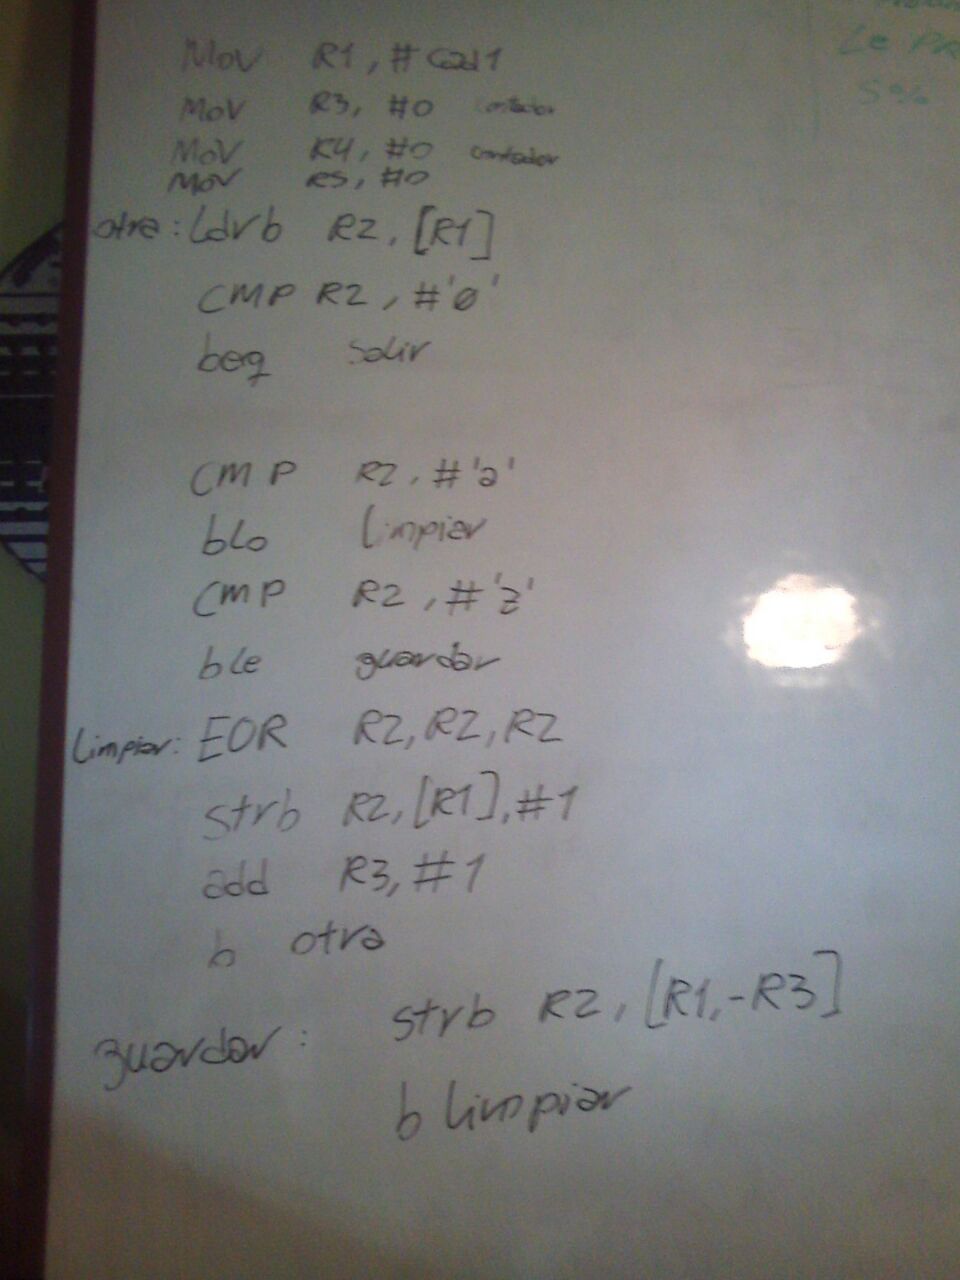 Mov R1, #cad1
Mov R3, #0 contador
Mov R4, #0 contador
Mov R5, #0
otra: Ldrb R2, [R1]
CMP R2, #'0'
beq salir
CMP R2, #'a'
bLo limpiar
CMP R2, #'z'
ble guardar
Limpiar: EOR R2, R2, R2
strb R2, [R1], #1
add R3, #1
b otra
guardar: strb R2, [R1,-R3]
b limpiar
Le
5%